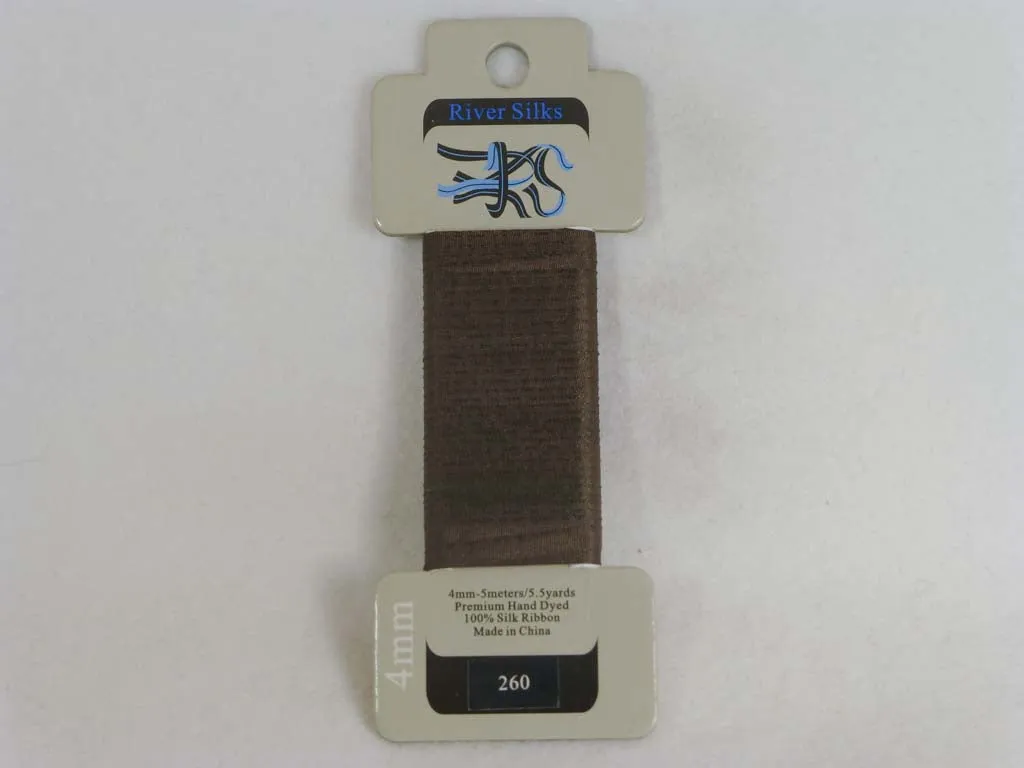 River Silks
4mm-5meters/5.5yards
Premium Hand Dyed
100% Silk Ribbon
Made in China
4mm
260